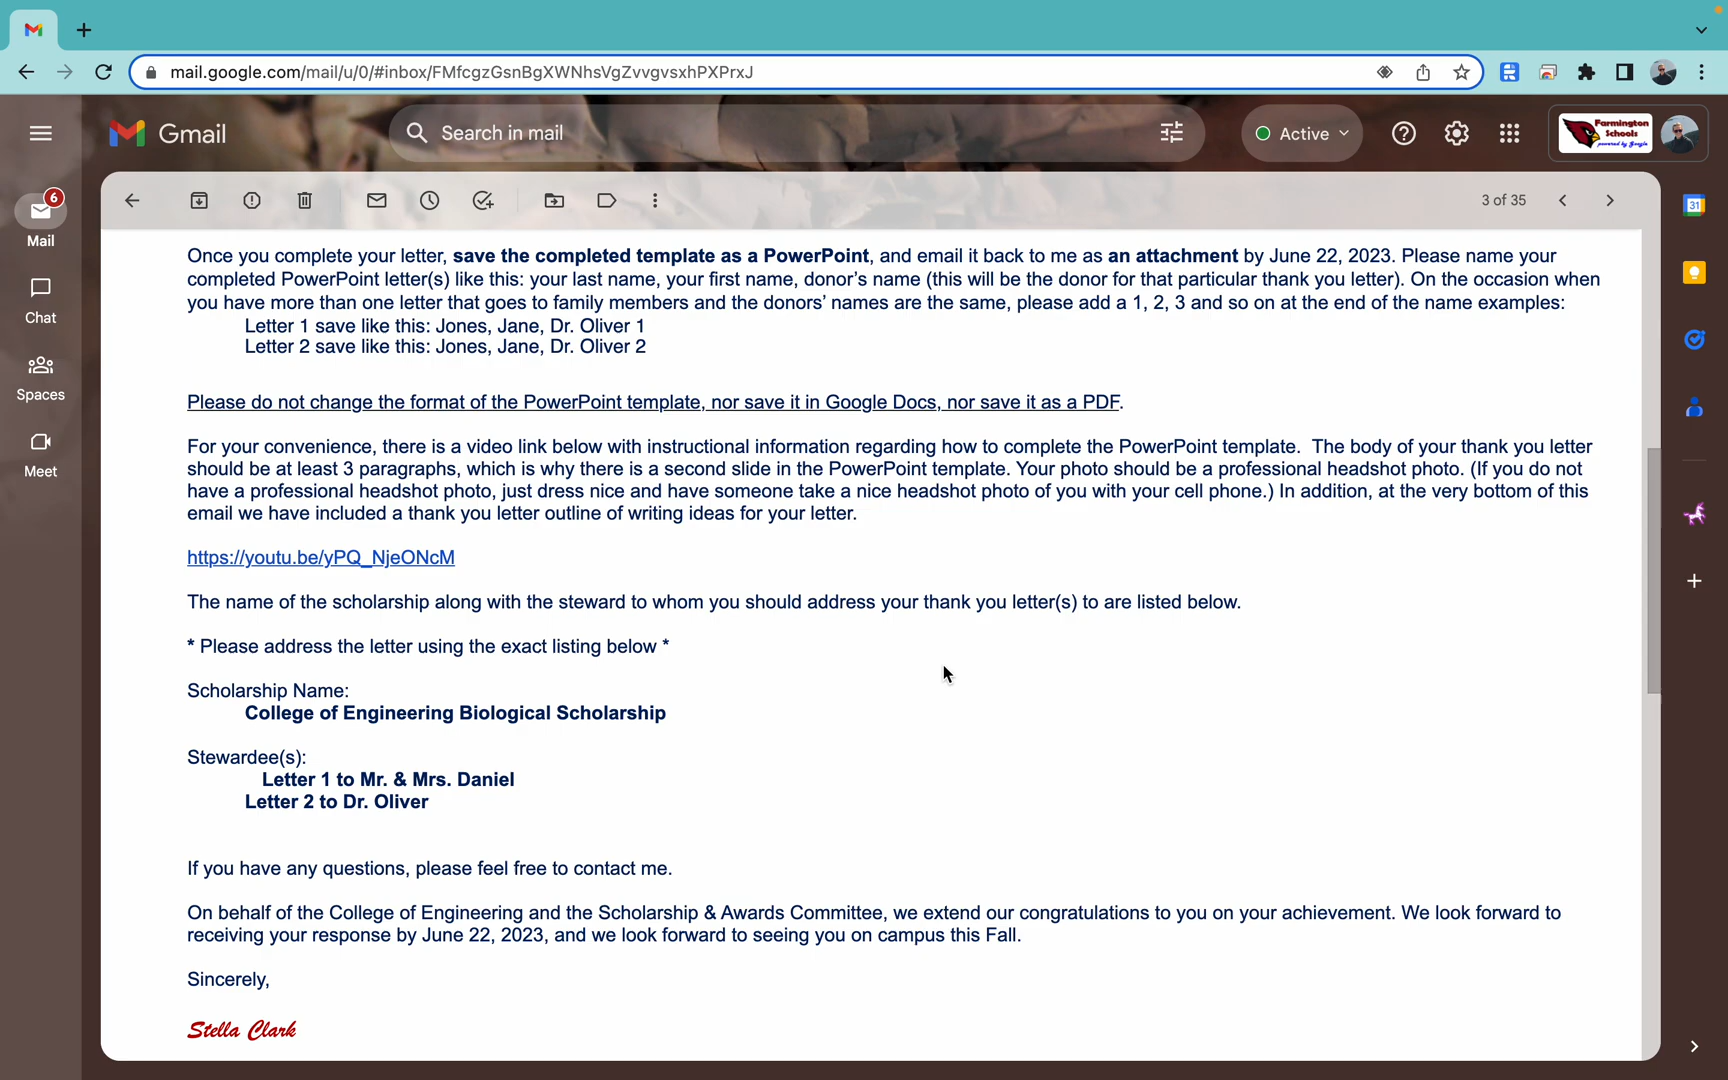 mail.google.com/mail/u/0/#inbox/FMfcgzGsnBgXWNhsVgZvvgvsxhPXPrxJ
Gmail
Search in mail
Active
Farmington
Schools
powered by Google
6
Mail
Chat
Spaces
Meet
3 of 35
31
Once you complete your letter, save the completed template as a PowerPoint, and email it back to me as an attachment by June 22, 2023. Please name your
completed PowerPoint letter(s) like this: your last name, your first name, donor's name (this will be the donor for that particular thank you letter). On the occasion when
you have more than one letter that goes to family members and the donors' names are the same, please add a 1, 2, 3 and so on at the end of the name examples:
Letter 1 save like this: Jones, Jane, Dr. Oliver 1
Letter 2 save like this: Jones, Jane, Dr. Oliver 2
Please do not change the format of the PowerPoint template, nor save it in Google Docs, nor save it as a PDF.
For your convenience, there is a video link below with instructional information regarding how to complete the PowerPoint template. The body of your thank you letter
should be at least 3 paragraphs, which is why there is a second slide in the PowerPoint template. Your photo should be a professional headshot photo. (If you do not
have a professional headshot photo, just dress nice and have someone take a nice headshot photo of you with your cell phone.) In addition, at the very bottom of this
email we have included a thank you letter outline of writing ideas for your letter.
https://youtu.be/yPQ_NjeONcM
The name of the scholarship along with the steward to whom you should address your thank you letter(s) to are listed below.
* Please address the letter using the exact listing below *
Scholarship Name:
College of Engineering Biological Scholarship
Stewardee(s):
Letter 1 to Mr. & Mrs. Daniel
Letter 2 to Dr. Oliver
If you have any questions, please feel free to contact me.
On behalf of the College of Engineering and the Scholarship & Awards Committee, we extend our congratulations to you on your achievement. We look forward to
receiving your response by June 22, 2023, and we look forward to seeing you on campus this Fall.
Sincerely,
Stella Clark